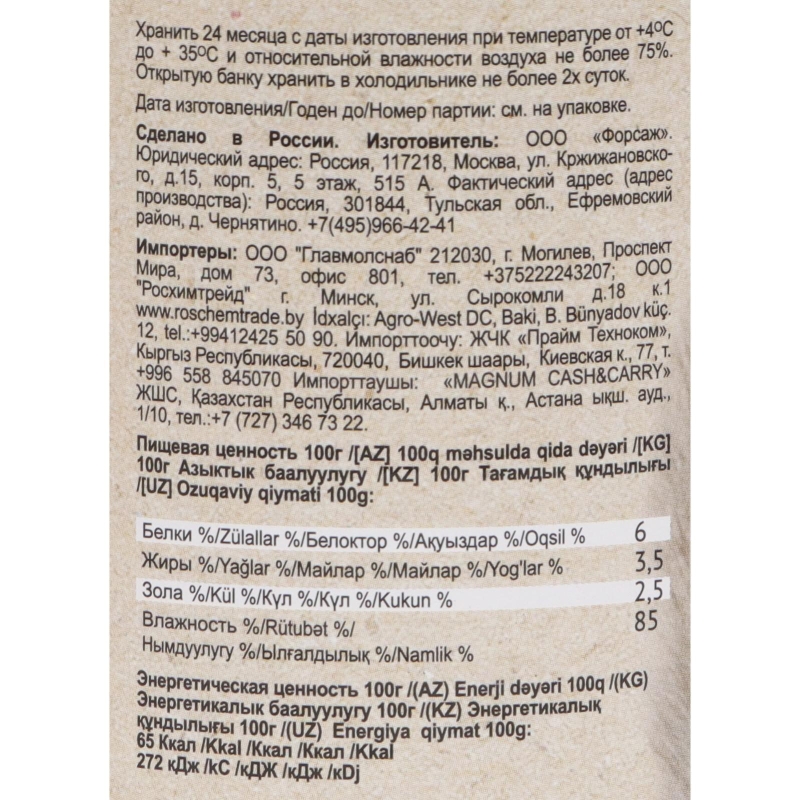 Хранить 24 месяца с даты изготовления при температуре от +4ºС
до + 35ºС и относительной влажности воздуха не более 75%.
Открытую банку хранить в холодильнике не более 2х суток.
Дата изготовления/Годен до/Номер партии: см. на упаковке.
Сделано в России. Изготовитель: ООО «Форсаж».
Юридический адрес: Россия, 117218, Москва, ул. Кржижановско-
го, д.15, корп. 5, 5 этаж, 515 А. Фактический адрес (адрес
производства): Россия, 301844, Тульская обл., Ефремовский
район, д. Чернятино. +7(495)966-42-41
Импортеры: ООО "Главмолснаб" 212030, г. Могилев, Проспект
Мира, дом 73, офис 801, тел. +375222243207; ООО
"Росхимтрейд" г. Минск, ул. Сырокомли д.18 к.1
www.roschemtrade.by İdxalçı: Agro-West DC, Baki, B. Bünyadov küç.
12, tel.:+99412425 50 90. Импорттоочу: ЖЧК «Прайм Техноком»,
Кыргыз Республикасы, 720040, Бишкек шаары, Киевская к., 77, т.
+996 558 845070 Импорттаушы: «MAGNUM CASH&CARRY»
ЖШС, Қазақстан Республикасы, Алматы қ., Астана ықш. ауд.,
1/10, тел.:+7 (727) 346 73 22.
Пищевая ценность 100г /[AZ] 100q məhsulda qida dəyəri /[KG]
100г Азыктык баалуулугу /[KZ] 100г Тағамдық құндылығы
/[UZ] Ozuqaviy qiymati 100g:
Белки %/Zülallar %/Белоктор %/Ақуыздар %/Oqsil % 6
Жиры %/Yağlar %/Майлар %/Майлар %/Yog'lar % 3,5
Зола %/Kül %/Күл %/Күл %/Kukun % 2,5
Влажность %/Rütubət %/ 85
Нымдуулугу %/Ылғалдылық %/Namlik %
Энергетическая ценность 100г /(AZ) Enerji dəyəri 100q /(KG)
Энергетикалык баалуулугу 100г /(KZ) Энергетикалық
құндылығы 100г /(UZ) Energiya qiymat 100g:
65 Ккал /Kkal /Ккал /Ккал /Kkal
272 кДж /kC /кДЖ /кДж /кDj